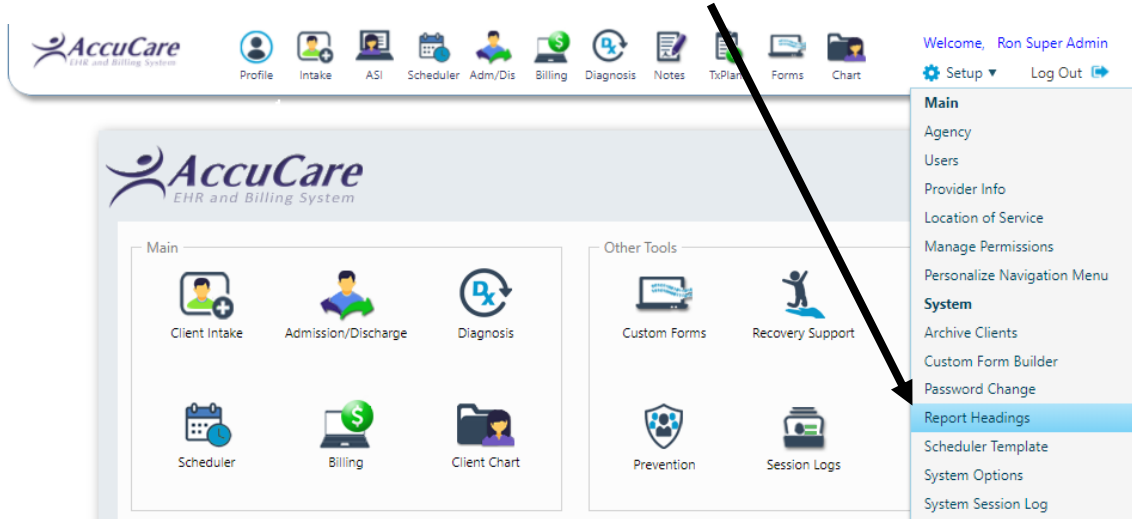 AccuCare
EHR and Billing System
Profile
Intake
ASI
Scheduler
Adm/Dis
Billing
Diagnosis
Notes
TxPlan
Forms
Chart
Welcome, Ron Super Admin
Setup ▼
Log Out
Main
Agency
Users
Provider Info
Location of Service
Manage Permissions
Personalize Navigation Menu
System
Archive Clients
Custom Form Builder
Password Change
Report Headings
Scheduler Template
System Options
System Session Log
AccuCare
EHR and Billing System
Main
Client Intake
Admission/Discharge
Dx
Diagnosis
Scheduler
$
Billing
Client Chart
Other Tools
Custom Forms
Recovery Support
Prevention
Session Logs